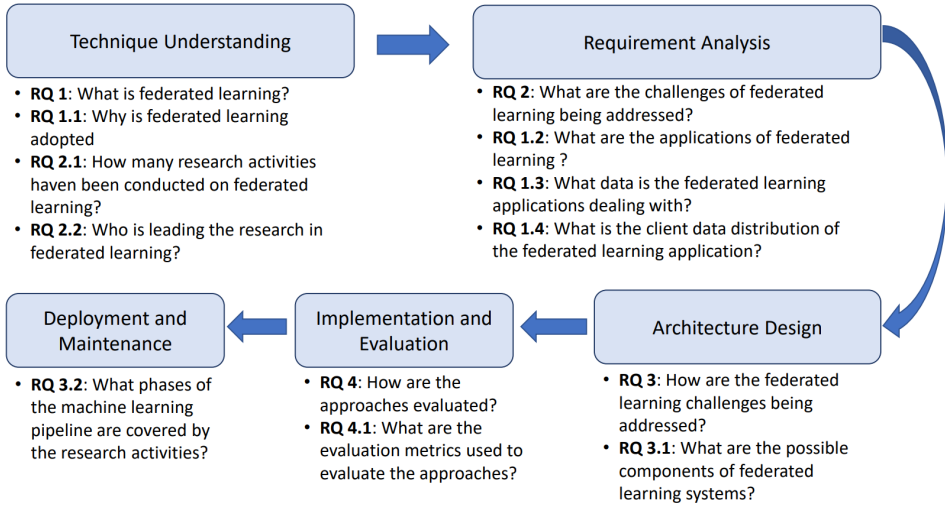 Technique Understanding
• RQ 1: What is federated learning?
• RQ 1.1: Why is federated learning
adopted
• RQ 2.1: How many research activities
haven been conducted on federated
learning?
• RQ 2.2: Who is leading the research in
federated learning?
Requirement Analysis
• RQ 2: What are the challenges of federated
learning being addressed?
• RQ 1.2: What are the applications of federated
learning ?
• RQ 1.3: What data is the federated learning
applications dealing with?
• RQ 1.4: What is the client data distribution of
the federated learning application?
Architecture Design
• RQ 3: How are the federated
learning challenges being
addressed?
• RQ 3.1: What are the possible
components of federated
learning systems?
Implementation and
Evaluation
• RQ 4: How are the
approaches evaluated?
• RQ 4.1: What are the
evaluation metrics used to
evaluate the approaches?
Deployment and
Maintenance
• RQ 3.2: What phases of
the machine learning
pipeline are covered by
the research activities?